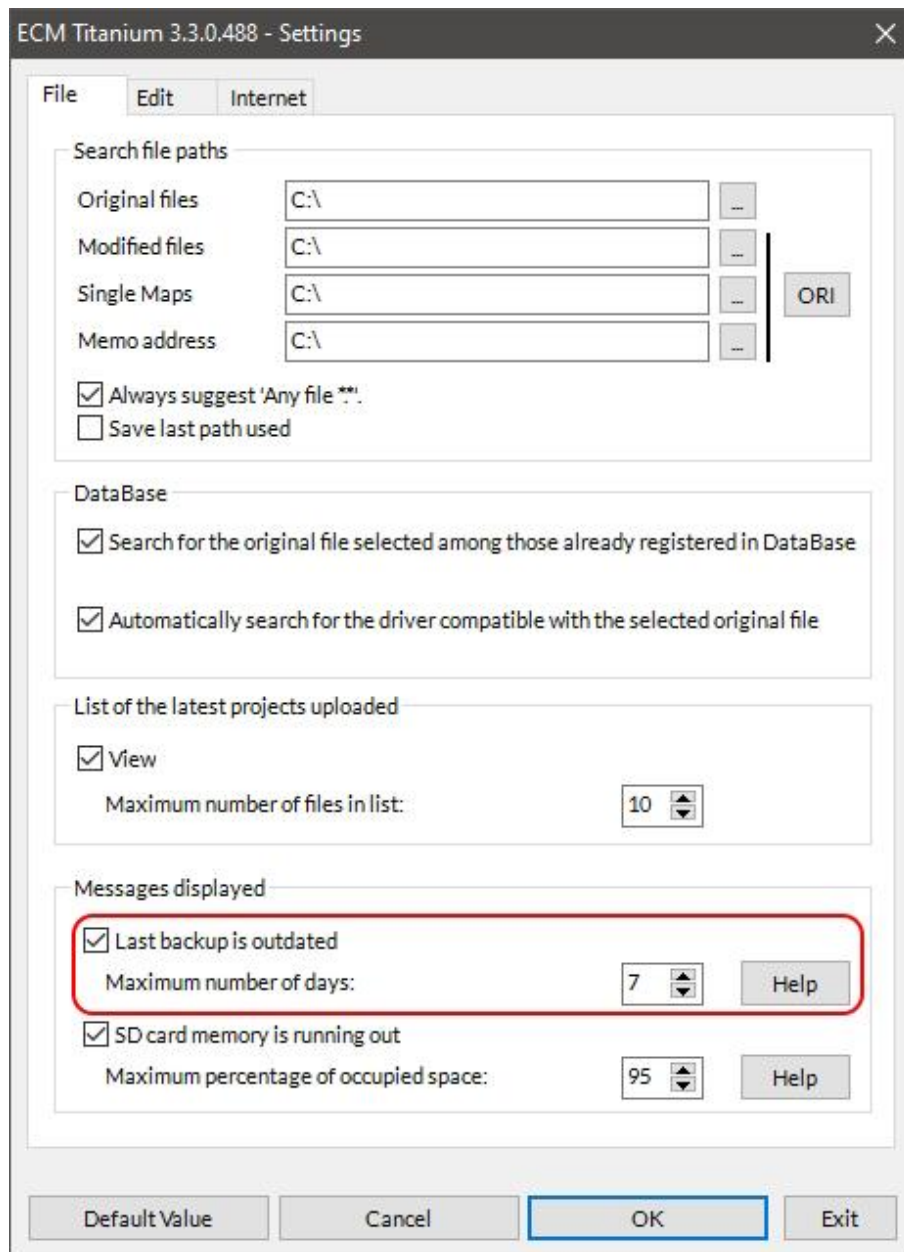 ECM Titanium 3.3.0.488 - Settings
File Edit Internet
Search file paths
Original files C:\ ...
Modified files C:\ ...
Single Maps C:\ ... ORI
Memo address C:\ ...
Always suggest 'Any file *.*'.
Save last path used
DataBase
Search for the original file selected among those already registered in DataBase
Automatically search for the driver compatible with the selected original file
List of the latest projects uploaded
View
Maximum number of files in list: 10
Messages displayed
Last backup is outdated
Maximum number of days: 7 Help
SD card memory is running out
Maximum percentage of occupied space: 95 Help
Default Value Cancel OK Exit